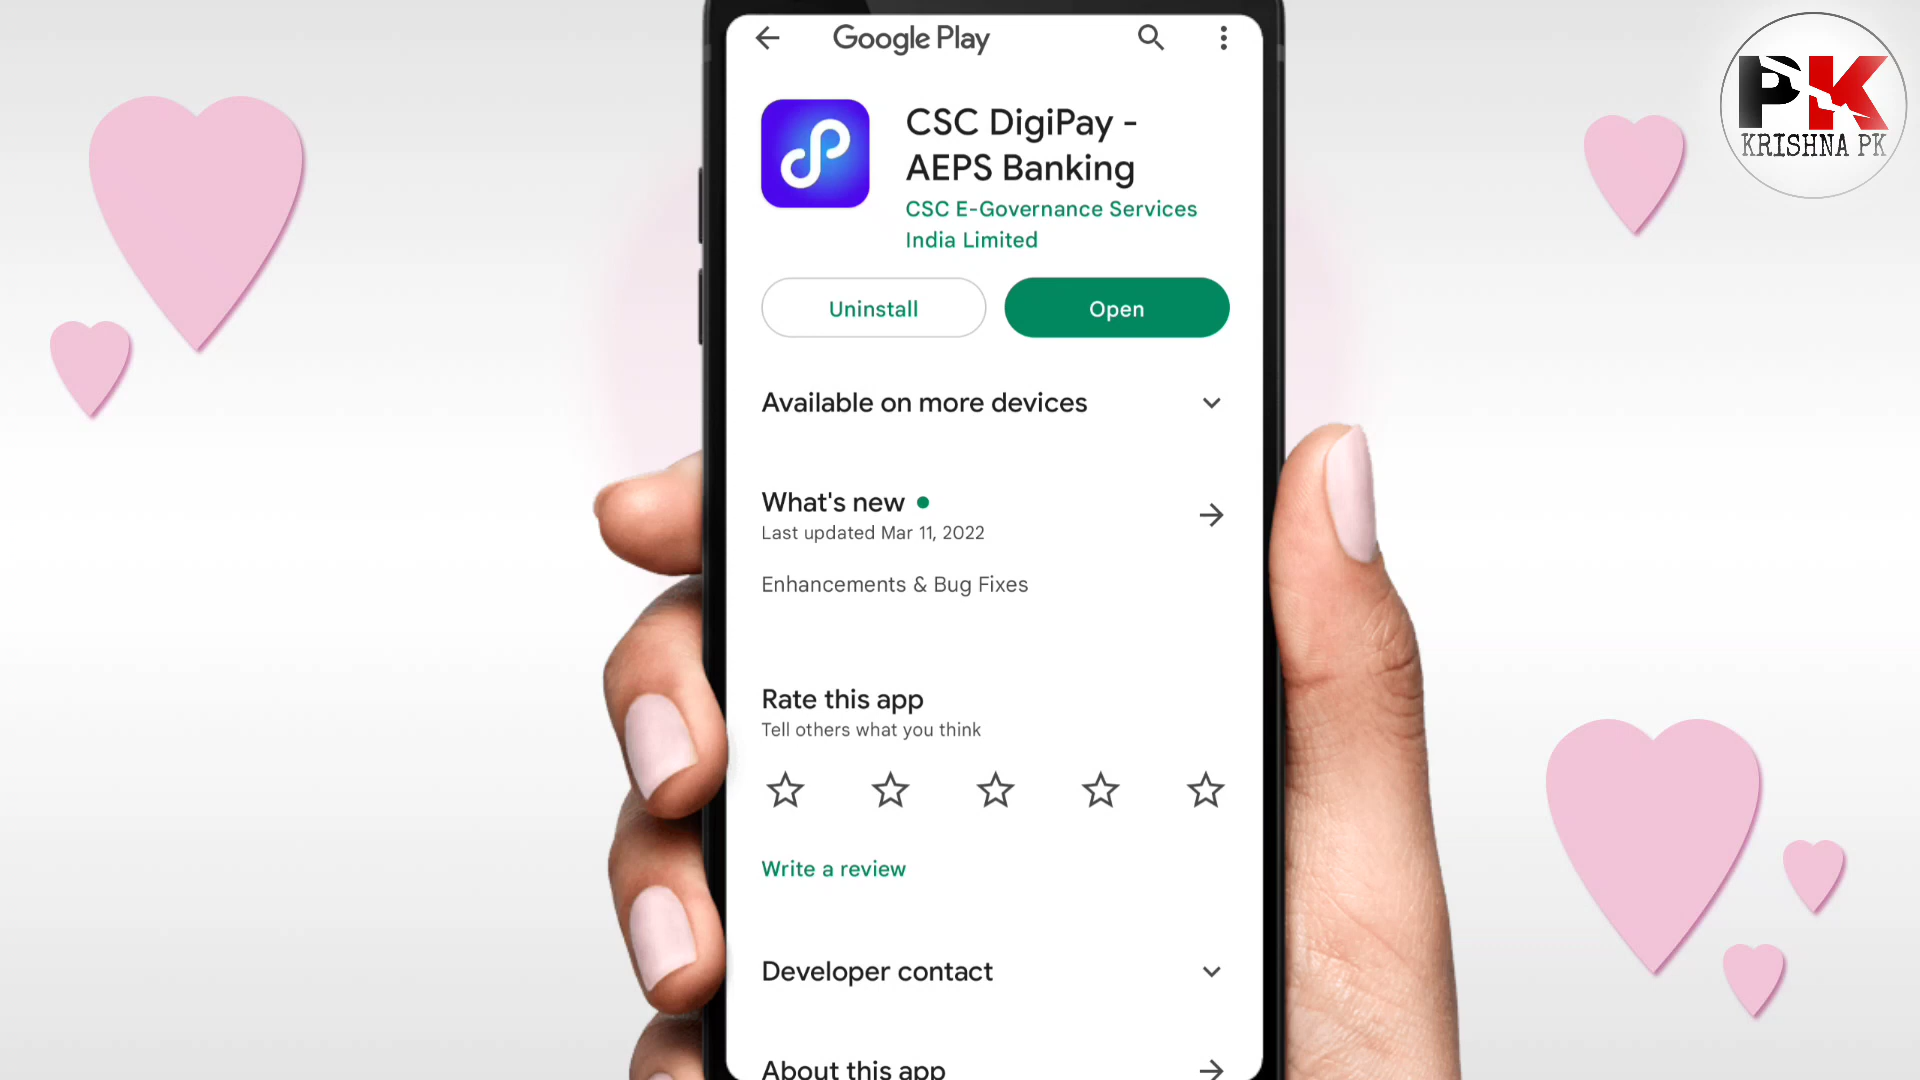 Google Play
CSC DigiPay -
AEPS Banking
CSC E-Governance Services
India Limited
Uninstall
Open
Available on more devices
What's new
Last updated Mar 11, 2022
Enhancements & Bug Fixes
Rate this app
Tell others what you think
Write a review
Developer contact
About this app
PK
KRISHNA PK